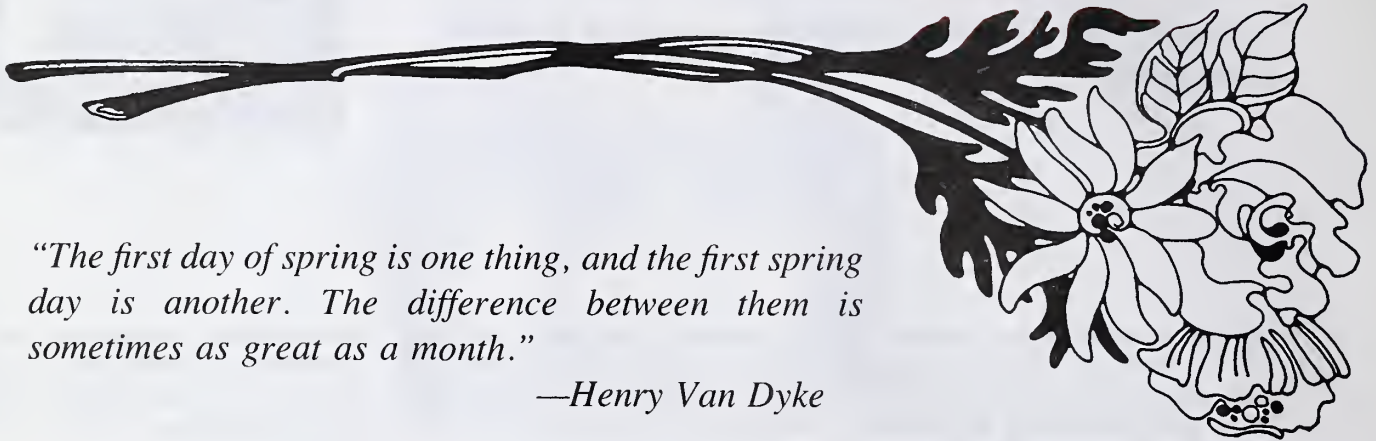 “The first day of spring is one thing, and the first spring
day is another. The difference between them is
sometimes as great as a month.”
—Henry Van Dyke